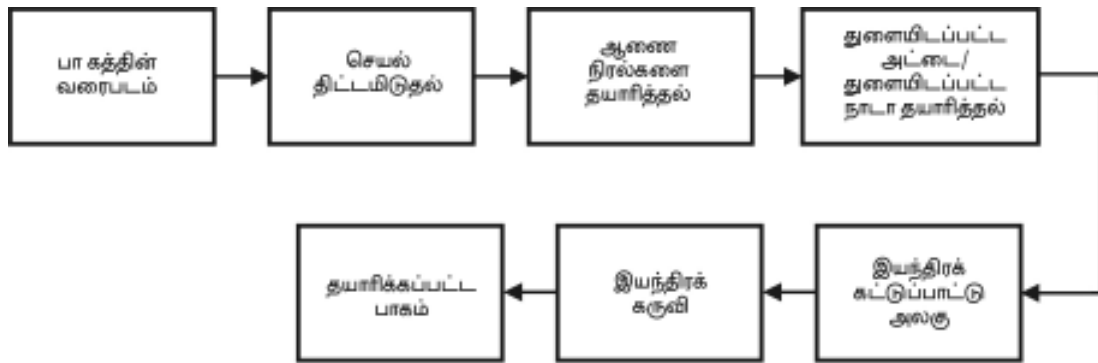 பா கத்தின்
வரைபடம்
செயல்
திட்டமிடுதல்
ஆணை
நிரல்களை
தயாரித்தல்
துளையிடப்பட்ட
அட்டை/
துளையிடப்பட்ட
நாடா தயாரித்தல்
இயந்திரக்
கட்டுப்பாட்டு
அலகு
இயந்திரக்
கருவி
தயாரிக்கப்பட்ட
பாகம்